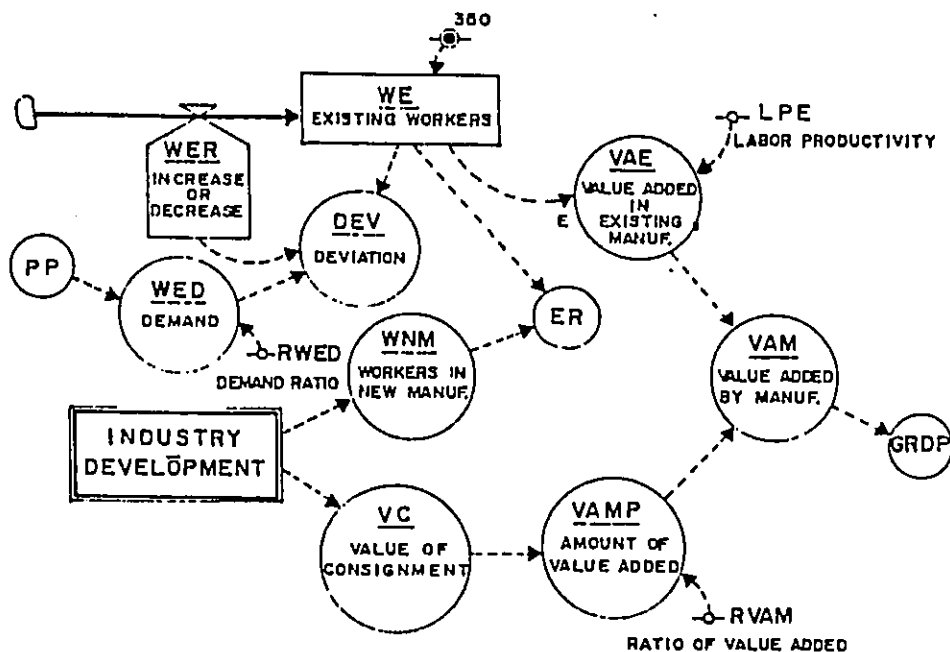 380
WE
EXISTING WORKERS
LPE
LABOR PRODUCTIVITY
WER
INCREASE
OR
DECREASE
VAE
VALUE ADDED
IN
EXISTING
MANUF.
E
DEV
DEVIATION
PP
WED
DEMAND
ER
RWED
DEMAND RATIO
WNM
WORKERS IN
NEW MANUF.
VAM
VALUE ADDED
BY MANUF.
INDUSTRY
DEVELOPMENT
GRDP
VC
VALUE OF
CONSIGNMENT
VAMP
AMOUNT OF
VALUE ADDED
RVAM
RATIO OF VALUE ADDED